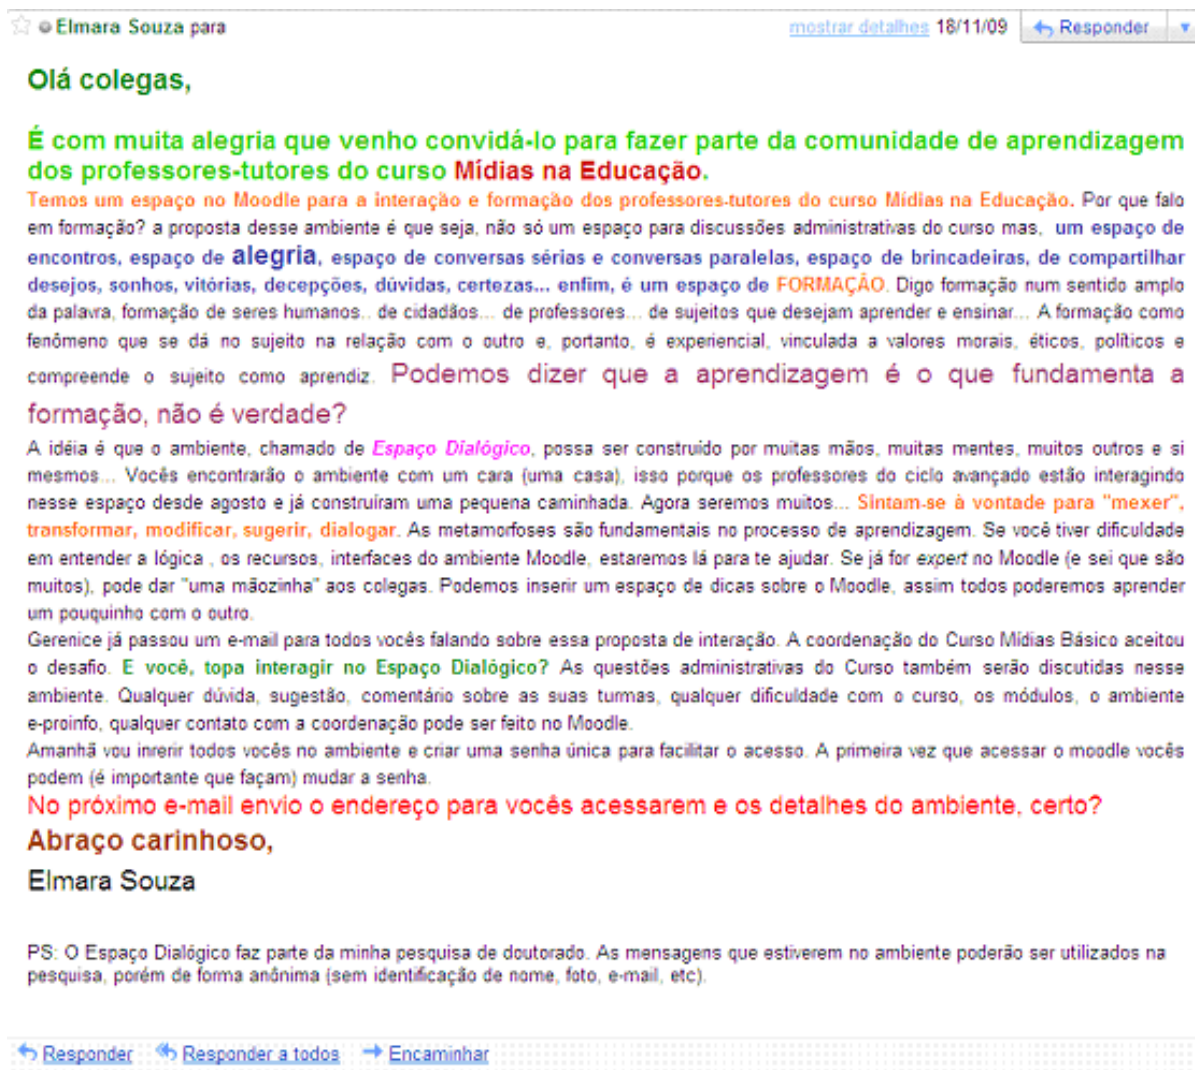 Elmara Souza para mostrar detalhes 18/11/09 Responder
Olá colegas,
É com muita alegria que venho convidá-lo para fazer parte da comunidade de aprendizagem
dos professores-tutores do curso Mídias na Educação.
Temos um espaço no Moodle para a interação e formação dos professores-tutores do curso Mídias na Educação. Por que falo
em formação? a proposta desse ambiente é que seja, não só um espaço para discussões administrativas do curso mas, um espaço de
encontros, espaço de alegria, espaço de conversas sérias e conversas paralelas, espaço de brincadeiras, de compartilhar
desejos, sonhos, vitórias, decepções, dúvidas, certezas... enfim, é um espaço de FORMAÇÃO. Digo formação num sentido amplo
da palavra, formação de seres humanos.. de cidadãos... de professores... de sujeitos que desejam aprender e ensinar... A formação como
fenômeno que se dá no sujeito na relação com o outro e, portanto, é experiencial, vinculada a valores morais, éticos, políticos e
compreende o sujeito como aprendiz. Podemos dizer que a aprendizagem é o que fundamenta a
formação, não é verdade?
A idéia é que o ambiente, chamado de Espaço Dialógico, possa ser construido por muitas mãos, muitas mentes, muitos outros e si
mesmos... Vocês encontrarão o ambiente com um cara (uma casa), isso porque os professores do ciclo avançado estão interagindo
nesse espaço desde agosto e já construíram uma pequena caminhada. Agora seremos muitos... Sintam-se à vontade para "mexer",
transformar, modificar, sugerir, dialogar. As metamorfoses são fundamentais no processo de aprendizagem. Se você tiver dificuldade
em entender a lógica , os recursos, interfaces do ambiente Moodle, estaremos lá para te ajudar. Se já for expert no Moodle (e sei que são
muitos), pode dar "uma mãozinha" aos colegas. Podemos inserir um espaço de dicas sobre o Moodle, assim todos poderemos aprender
um pouquinho com o outro.
Gerenice já passou um e-mail para todos vocês falando sobre essa proposta de interação. A coordenação do Curso Mídias Básico aceitou
o desafio. E você, topa interagir no Espaço Dialógico? As questões administrativas do Curso também serão discutidas nesse
ambiente. Qualquer dúvida, sugestão, comentário sobre as suas turmas, qualquer dificuldade com o curso, os módulos, o ambiente
e-proinfo, qualquer contato com a coordenação pode ser feito no Moodle.
Amanhã vou inrerir todos vocês no ambiente e criar uma senha única para facilitar o acesso. A primeira vez que acessar o moodle vocês
podem (é importante que façam) mudar a senha.
No próximo e-mail envio o endereço para vocês acessarem e os detalhes do ambiente, certo?
Abraço carinhoso,
Elmara Souza
PS: O Espaço Dialógico faz parte da minha pesquisa de doutorado. As mensagens que estiverem no ambiente poderão ser utilizados na
pesquisa, porém de forma anônima (sem identificação de nome, foto, e-mail, etc).
Responder Responder a todos Encaminhar